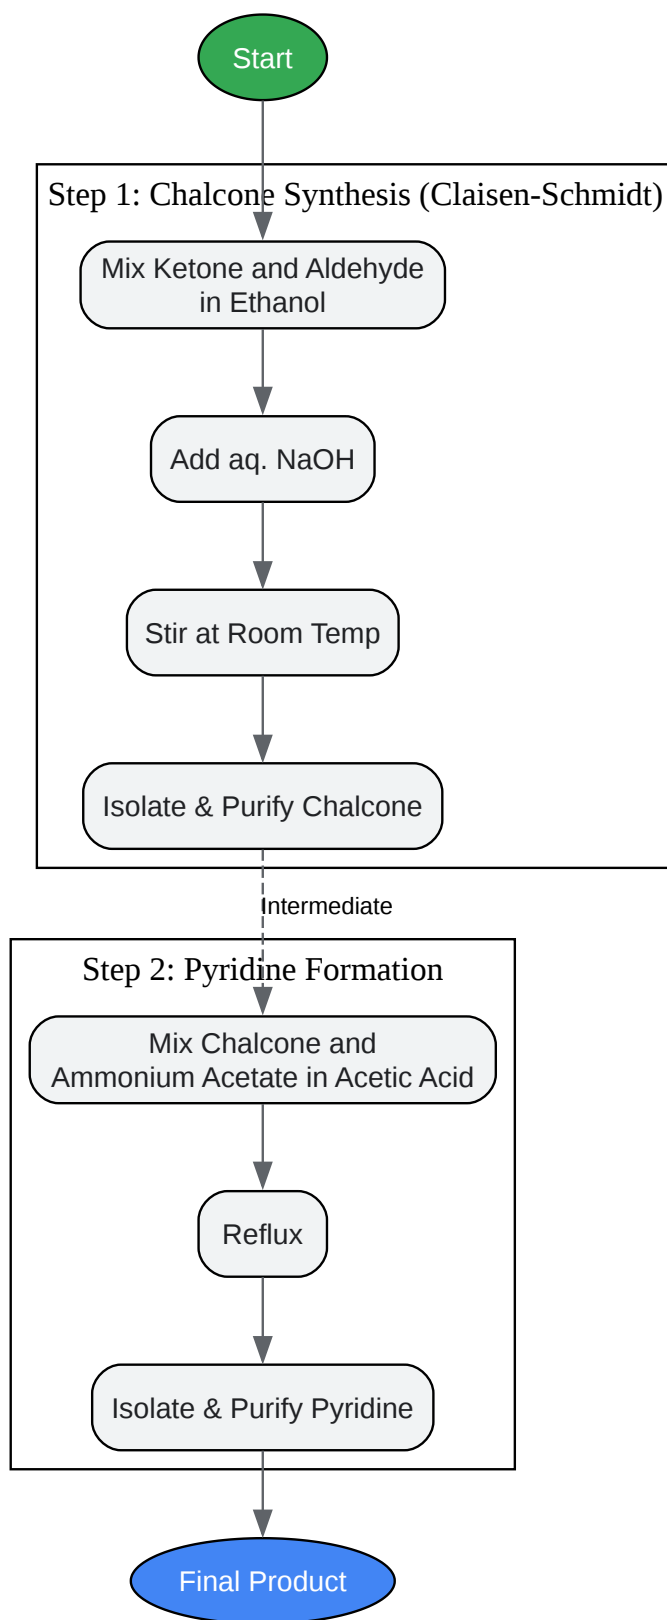 Start
Step 1: Chalcone Synthesis (Claisen-Schmidt)
Mix Ketone and Aldehyde
in Ethanol
Add aq. NaOH
Stir at Room Temp
Isolate & Purify Chalcone
Intermediate
Step 2: Pyridine Formation
Mix Chalcone and
Ammonium Acetate in Acetic Acid
Reflux
Isolate & Purify Pyridine
Final Product